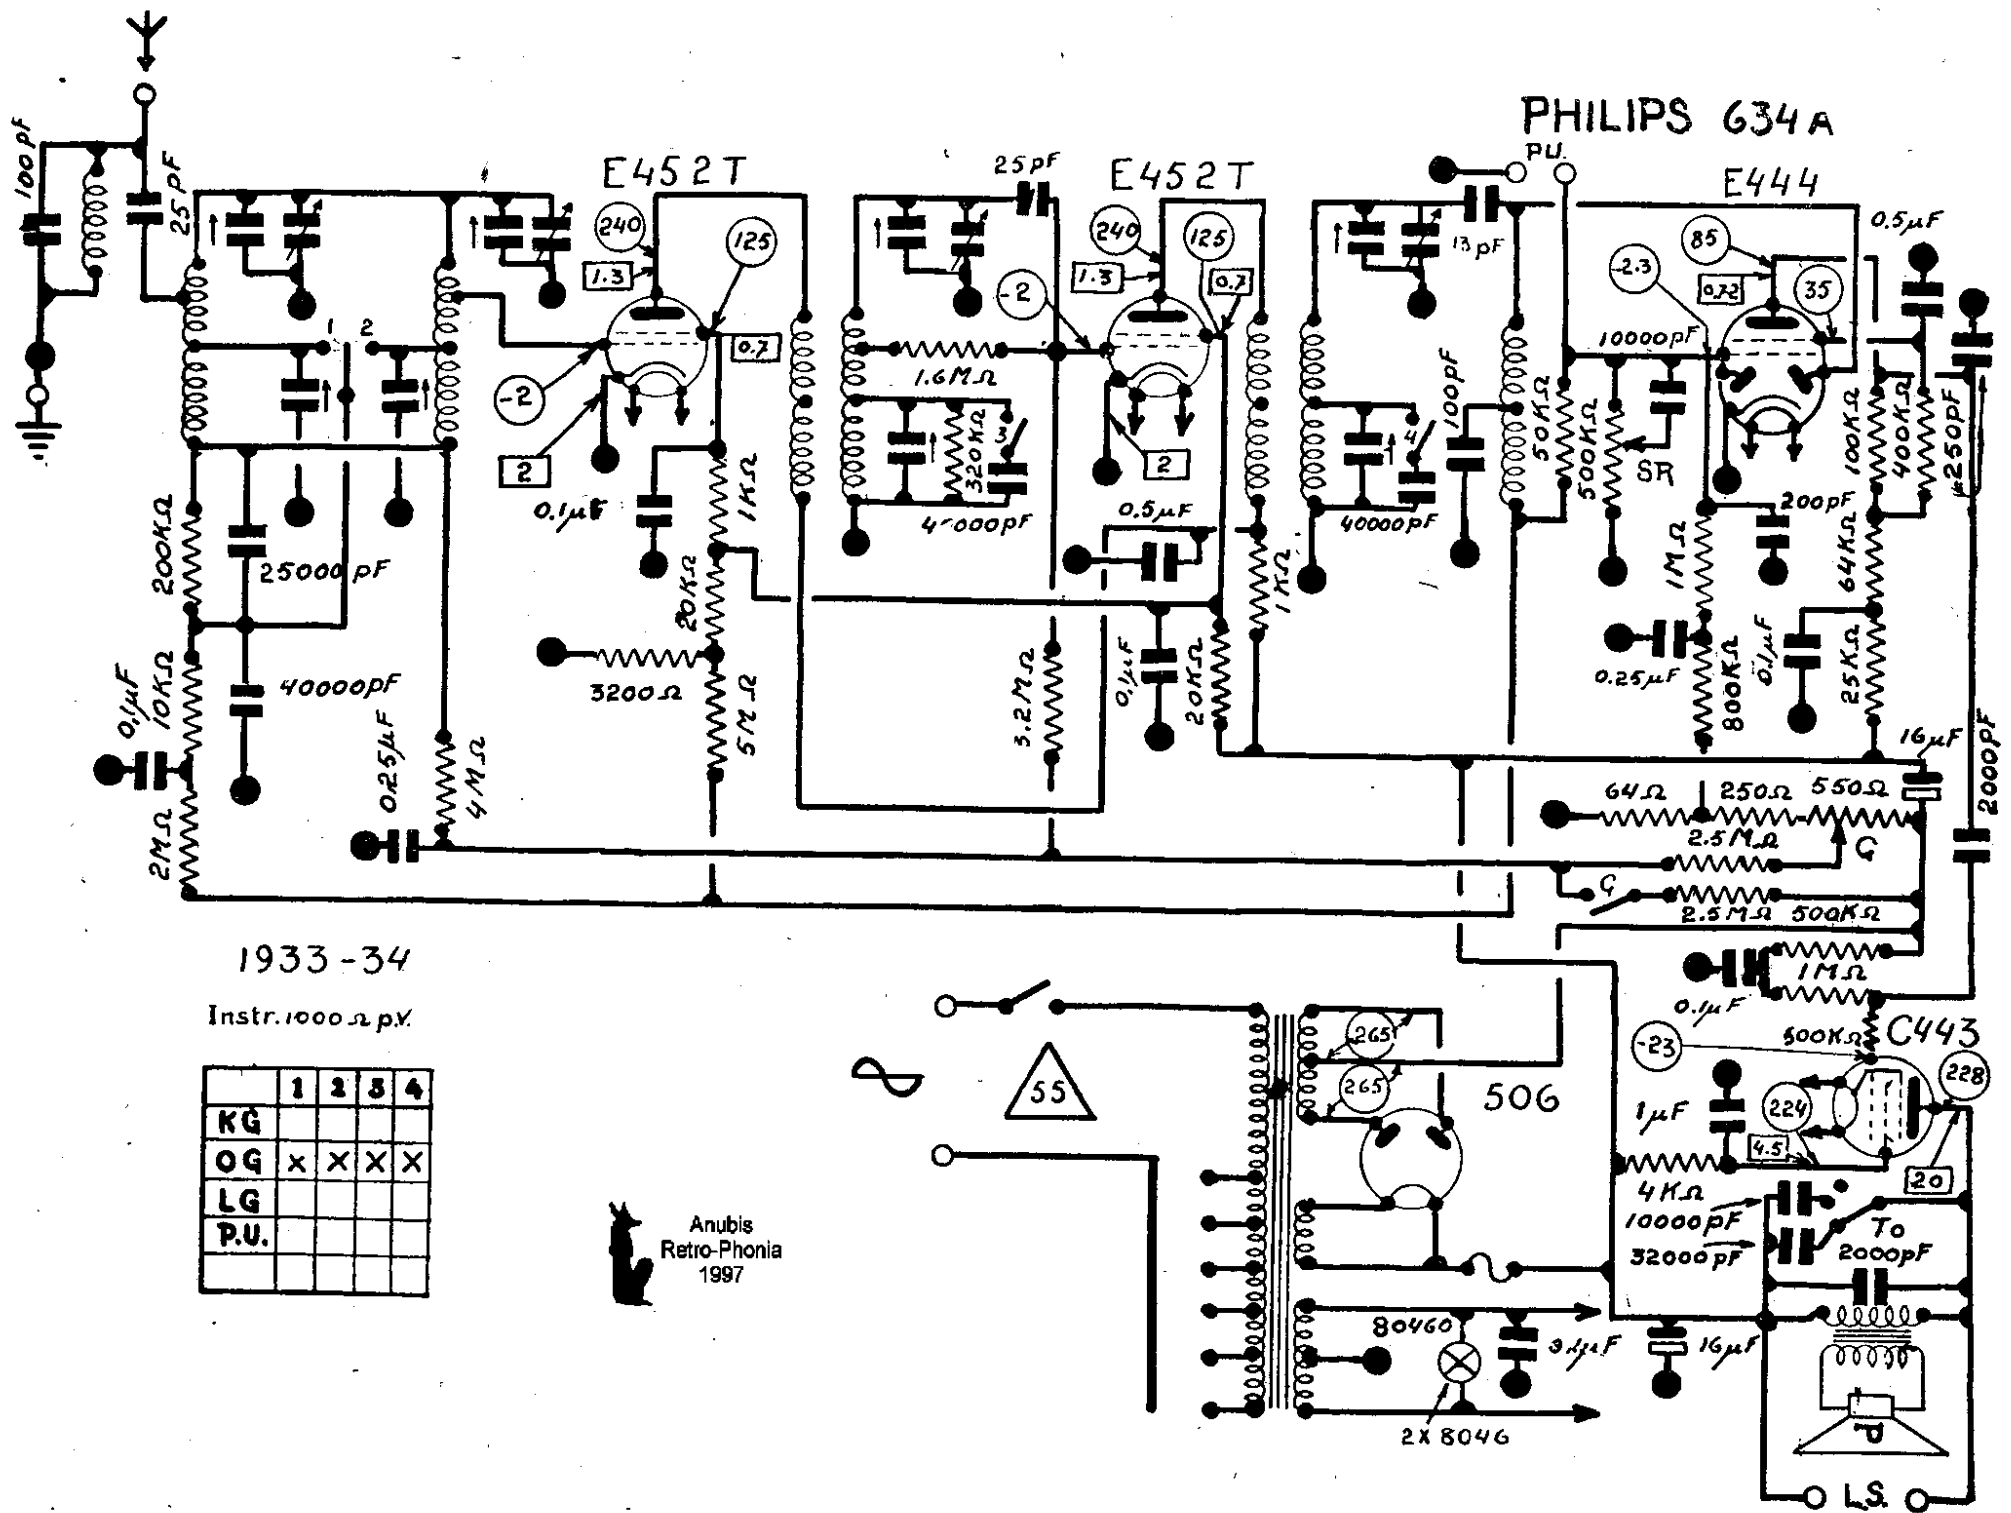 PHILIPS 634A
P.U.
E452T
E452T
E444
100pF
25pF
25pF
13pF
0.5µF
240
1.3
125
0.7
-2
2
240
1.3
125
0.7
-2
2
-2.3
85
0.72
35
1
2
3
4
1.6MΩ
320KΩ
40000pF
100pF
50KΩ
500KΩ
10000pF
SR
100KΩ
400KΩ
250pF
200KΩ
25000pF
0.1µF
1KΩ
0.5µF
1KΩ
200pF
1MΩ
64KΩ
0.1µF
10KΩ
40000pF
20KΩ
3200Ω
5MΩ
3.2MΩ
0.1µF
20KΩ
0.25µF
800KΩ
0.1µF
25KΩ
16µF
2000pF
2MΩ
0.25µF
4MΩ
64Ω
250Ω
550Ω
2.5MΩ
G
G
2.5MΩ
500KΩ
1MΩ
0.1µF
500KΩ
C443
-23
228
224
4.5
20
1µF
4KΩ
10000pF
32000pF
To
2000pF
1933-34
Instr. 1000Ω p.V.
1 2 3 4
KG
OG x x x x
LG
P.U.
Anubis
Retro-Phonia
1997
55
265
265
506
80460
2x8046
16µF
P
L.S.